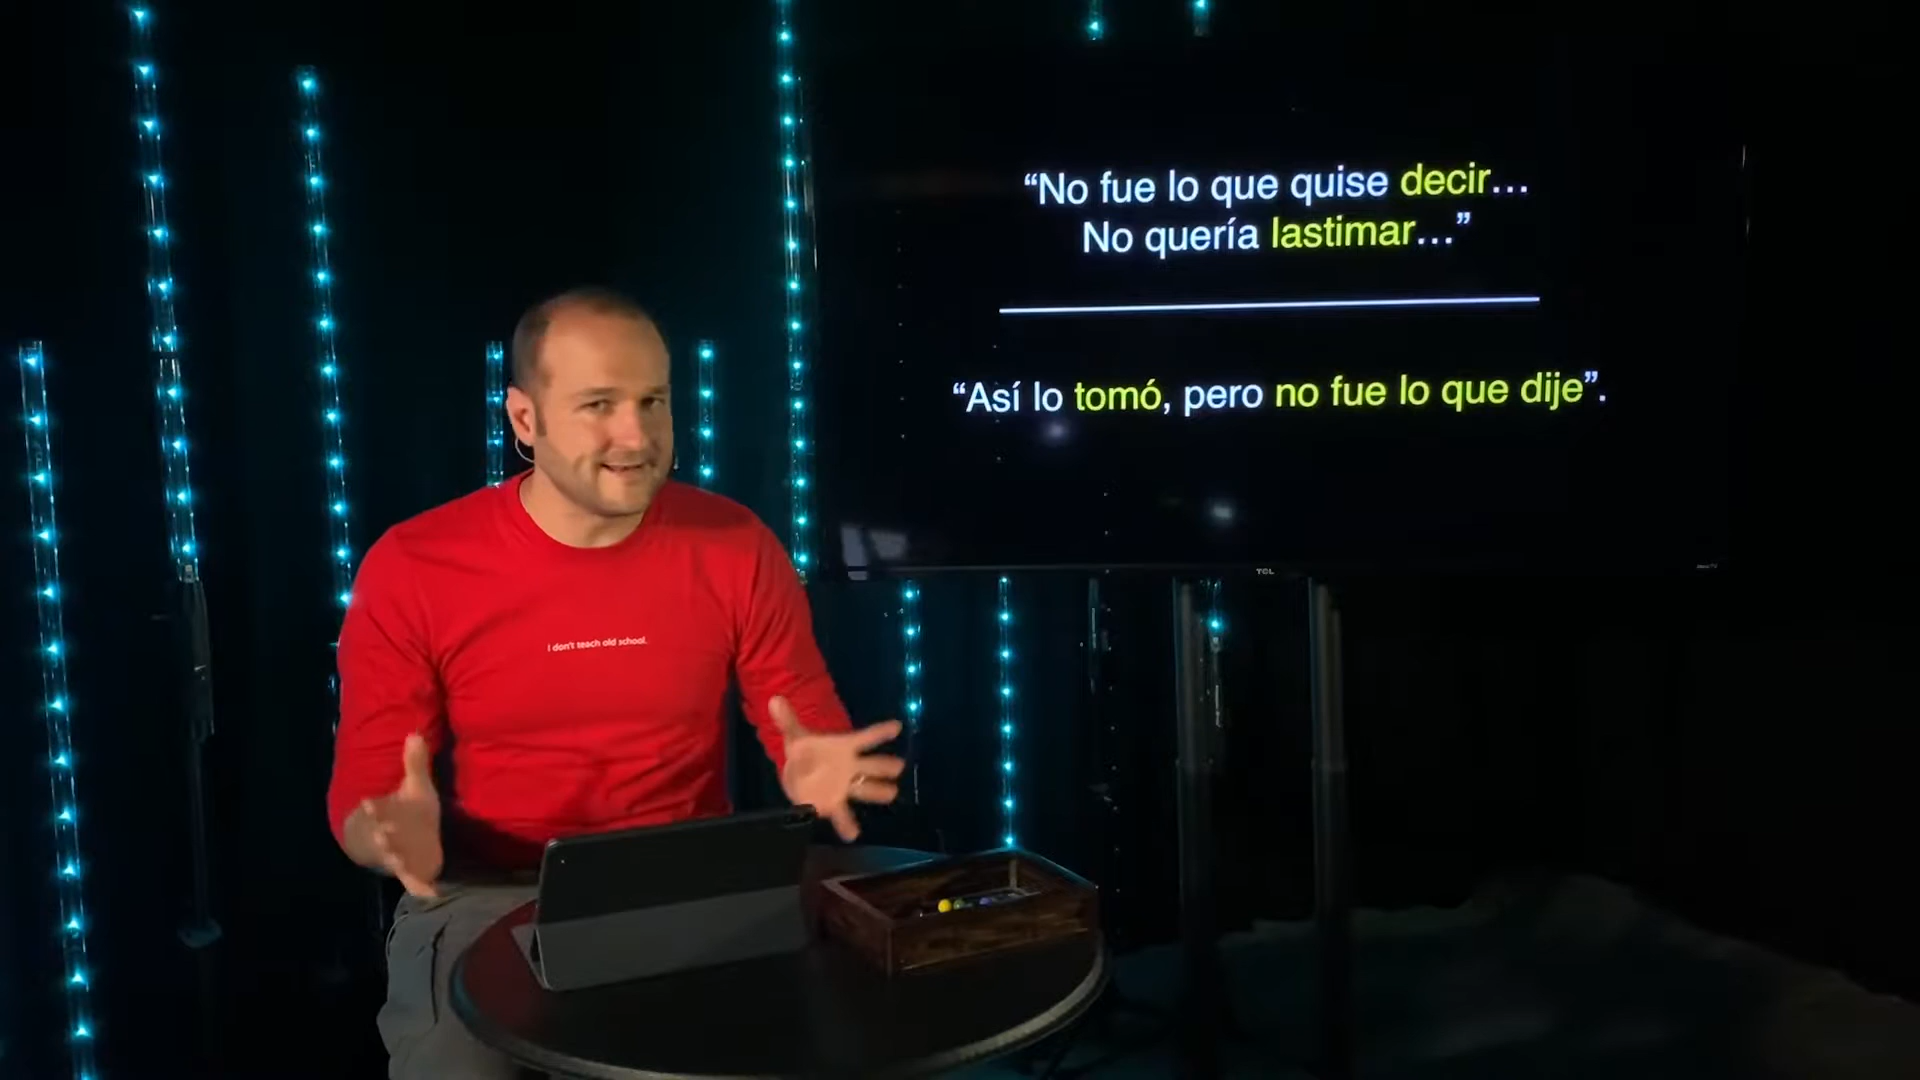 “No fue lo que quise decir…
No quería lastimar…”
“Así lo tomó, pero no fue lo que dije”.
TCL
I don't teach old school.